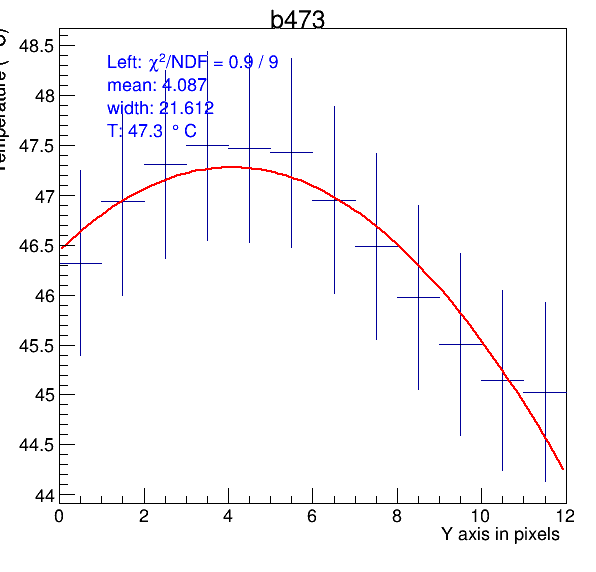 b473
Temperature (°C)
Left: χ²/NDF = 0.9 / 9
mean: 4.087
width: 21.612
T: 47.3 °C
48.5
48
47.5
47
46.5
46
45.5
45
44.5
44
0 2 4 6 8 10 12
Y axis in pixels